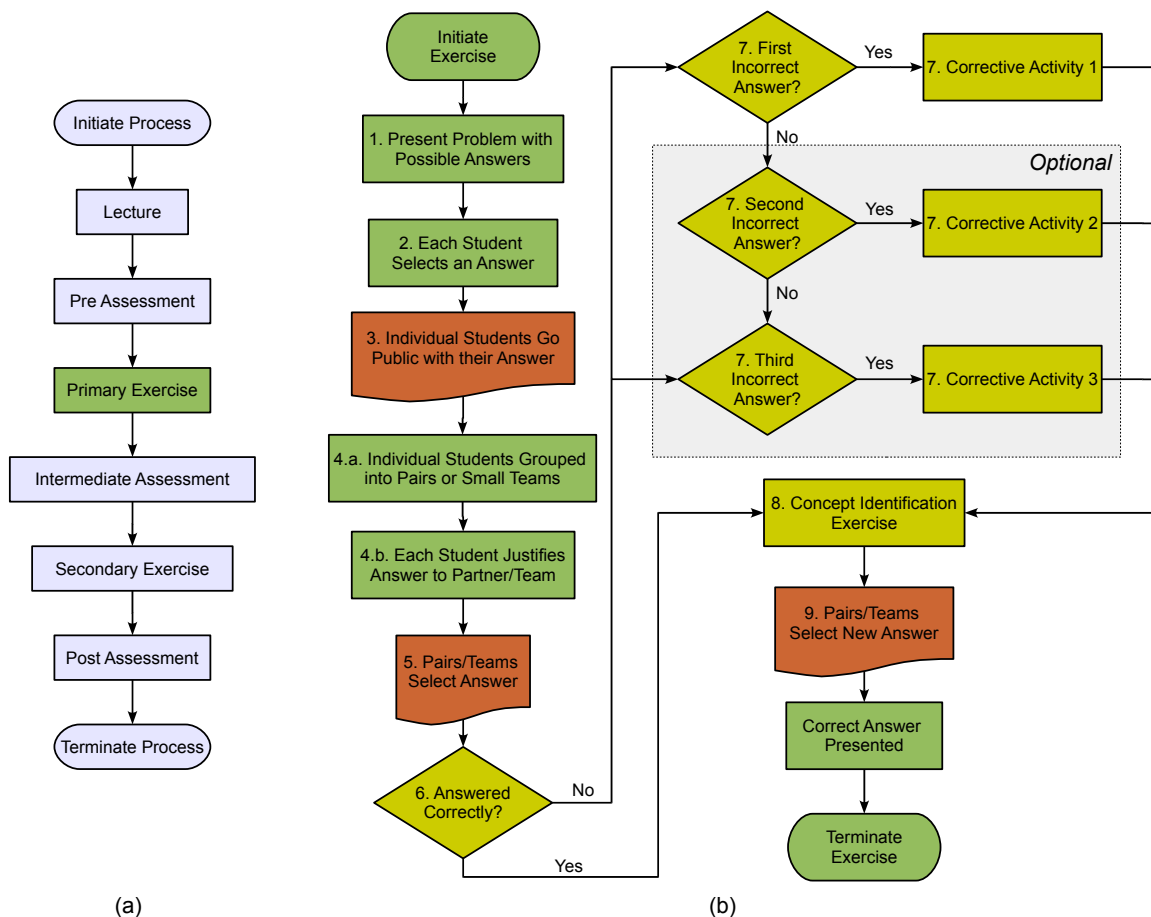 Initiate Process
Lecture
Pre Assessment
Primary Exercise
Intermediate Assessment
Secondary Exercise
Post Assessment
Terminate Process
(a)
Initiate
Exercise
1. Present Problem with
Possible Answers
2. Each Student
Selects an Answer
3. Individual Students Go
Public with their Answer
4.a. Individual Students Grouped
into Pairs or Small Teams
4.b. Each Student Justifies
Answer to Partner/Team
5. Pairs/Teams
Select Answer
6. Answered
Correctly?
No
Yes
7. First
Incorrect
Answer?
Yes
7. Corrective Activity 1
No
Optional
7. Second
Incorrect
Answer?
Yes
7. Corrective Activity 2
No
7. Third
Incorrect
Answer?
Yes
7. Corrective Activity 3
8. Concept Identification
Exercise
9. Pairs/Teams
Select New Answer
Correct Answer
Presented
Terminate
Exercise
(b)